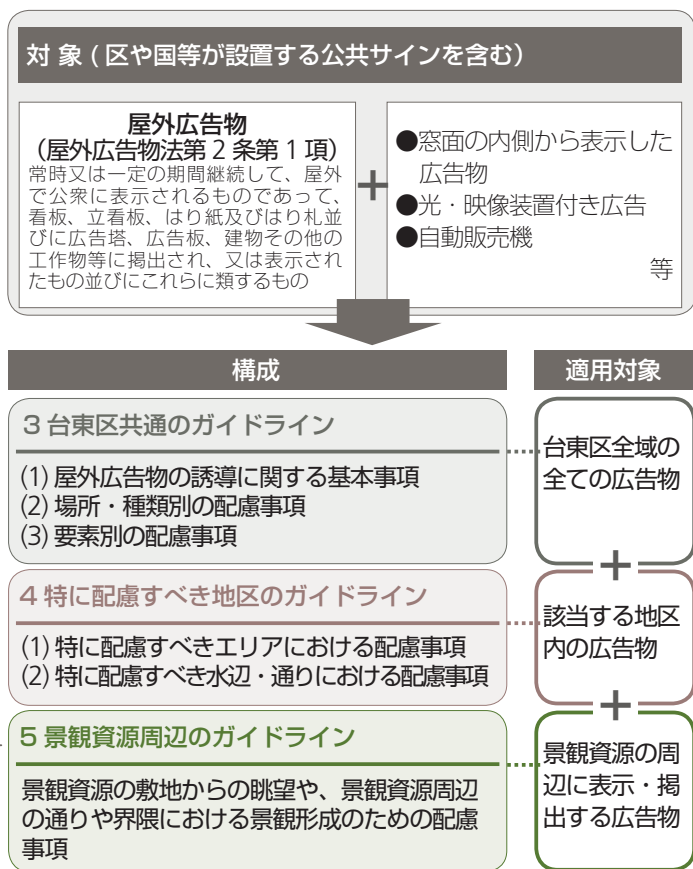 対 象 ( 区や国等が設置する公共サインを含む）
屋外広告物
（屋外広告物法第 2 条第 1 項）
常時又は一定の期間継続して、屋外
で公衆に表示されるものであって、
看板、立看板、はり紙及びはり札並
びに広告塔、広告板、建物その他の
工作物等に掲出され、又は表示され
たもの並びにこれらに類するもの
＋
●窓面の内側から表示した
広告物
●光・映像装置付き広告
●自動販売機
等
構成
適用対象
3 台東区共通のガイドライン
(1) 屋外広告物の誘導に関する基本事項
(2) 場所・種類別の配慮事項
(3) 要素別の配慮事項
台東区全域の
全ての広告物
＋
4 特に配慮すべき地区のガイドライン
(1) 特に配慮すべきエリアにおける配慮事項
(2) 特に配慮すべき水辺・通りにおける配慮事項
該当する地区
内の広告物
＋
5 景観資源周辺のガイドライン
景観資源の敷地からの眺望や、景観資源周辺
の通りや界隈における景観形成のための配慮
事項
景観資源の周
辺に表示・掲
出する広告物